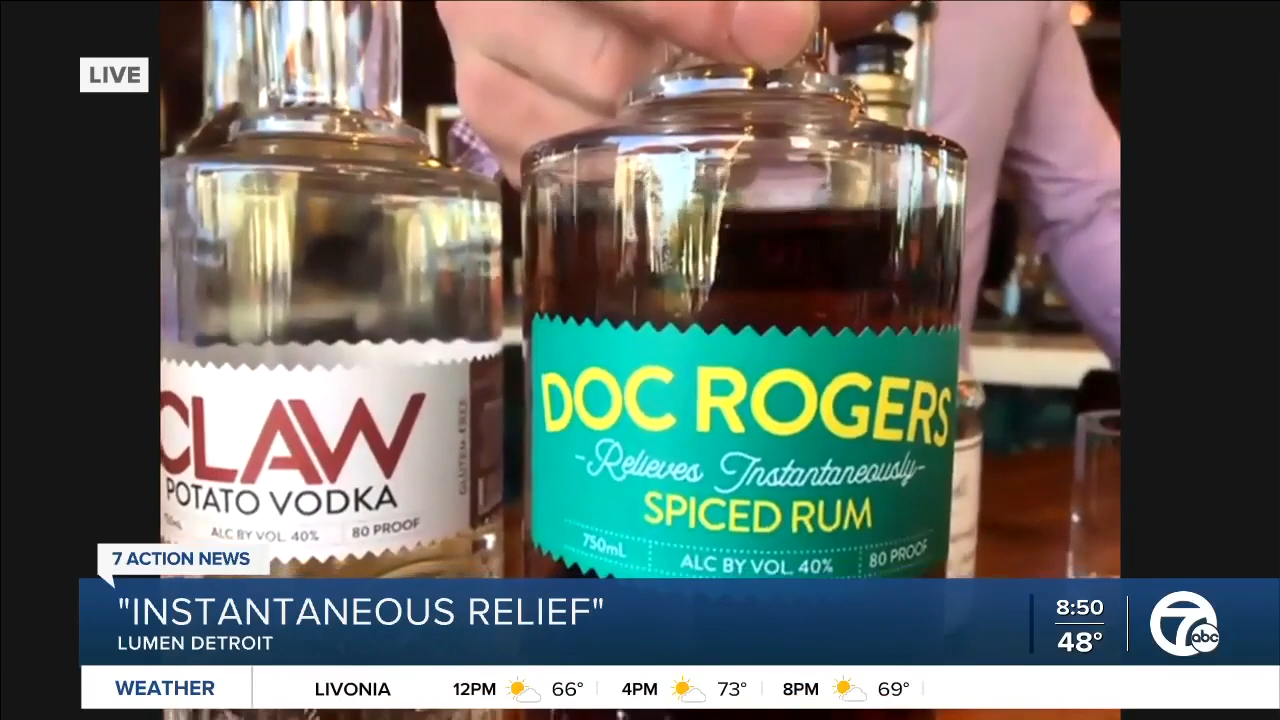 LIVE
CLAW
POTATO VODKA
ALC BY VOL. 40%
80 PROOF
GLUTEN FREE
DOC ROGERS
-Relieves Instantaneously-
SPICED RUM
750mL
ALC BY VOL. 40%
80 PROOF
7 ACTION NEWS
"INSTANTANEOUS RELIEF"
LUMEN DETROIT
8:50
48°
7 abc
WEATHER LIVONIA 12PM 66° 4PM 73° 8PM 69°